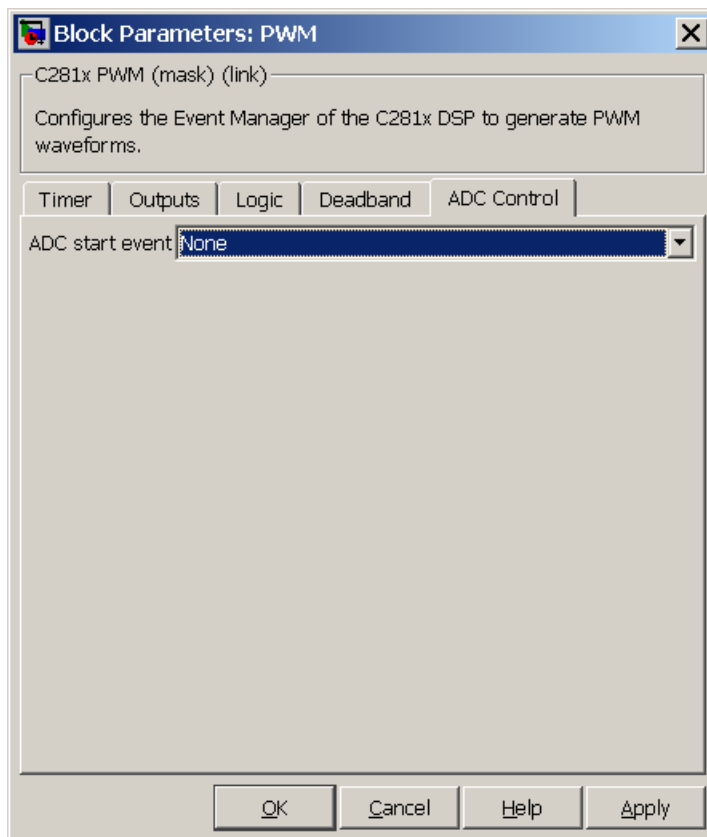 Block Parameters: PWM
C281x PWM (mask) (link)
Configures the Event Manager of the C281x DSP to generate PWM
waveforms.
Timer Outputs Logic Deadband ADC Control
ADC start event None
OK Cancel Help Apply